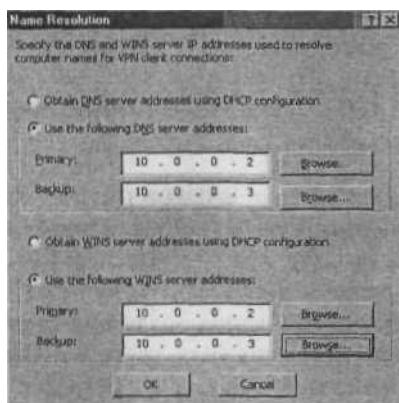 Name Resolution
Specify the DNS and WINS server IP addresses used to resolve
computer names for VPN client connections:
Obtain DNS server addresses using DHCP configuration
Use the following DNS server addresses:
Primary: 10 . 0 . 0 . 2 Browse...
Backup: 10 . 0 . 0 . 3 Browse...
Obtain WINS server addresses using DHCP configuration
Use the following WINS server addresses:
Primary: 10 . 0 . 0 . 2 Browse...
Backup: 10 . 0 . 0 . 3 Browse...
OK Cancel